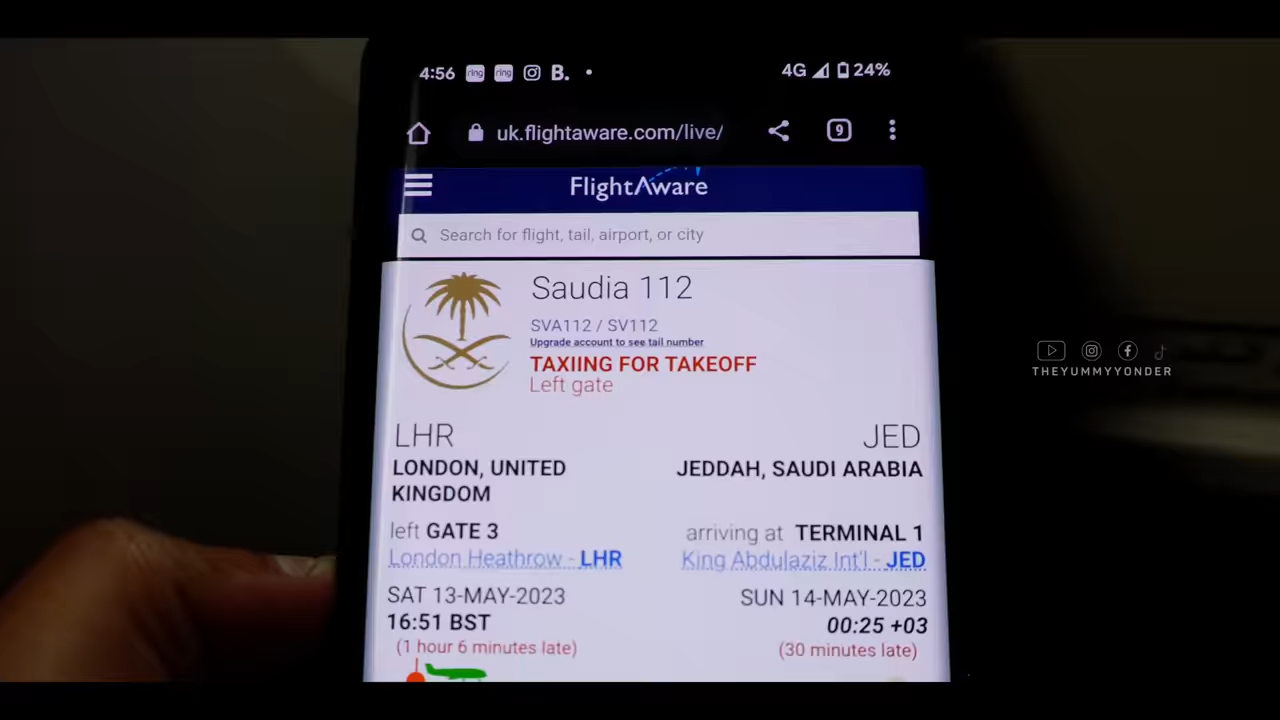 4:56 ring ring B. 4G 24%
uk.flightaware.com/live/ 9
FlightAware
Search for flight, tail, airport, or city
Saudia 112
SVA112 / SV112
Upgrade account to see tail number
TAXIING FOR TAKEOFF
Left gate
LHR JED
LONDON, UNITED KINGDOM JEDDAH, SAUDI ARABIA
left GATE 3 arriving at TERMINAL 1
London Heathrow - LHR King Abdulaziz Int'l - JED
SAT 13-MAY-2023 SUN 14-MAY-2023
16:51 BST 00:25 +03
(1 hour 6 minutes late) (30 minutes late)
THEYUMMYYONDER